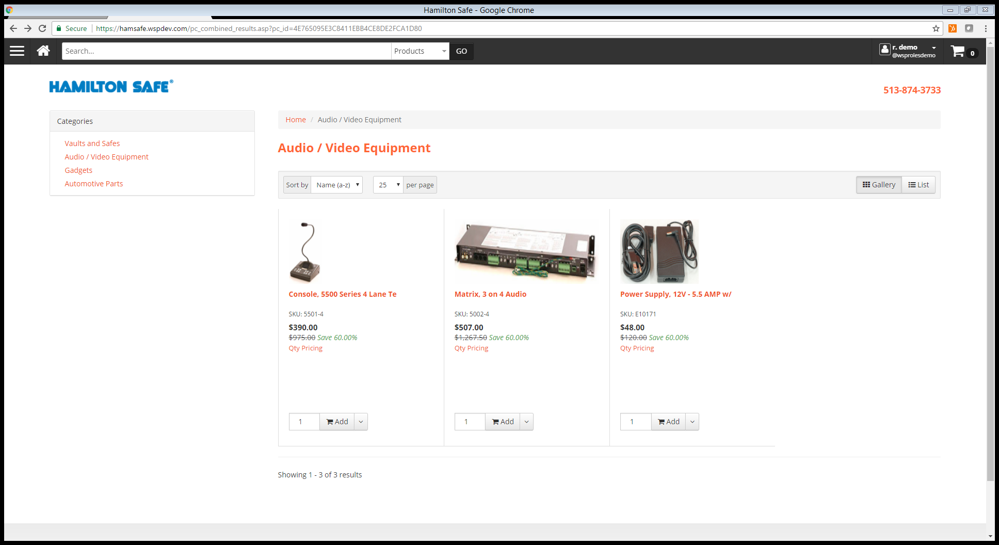 Hamilton Safe - Google Chrome
Secure https://hamsafe.wspdev.com/pc_combined_results.asp?pc_id=4E765095E3C8411EBB4CE8DE2FCA1D80
Search... Products GO r. demo
@wsprolesdemo 0
HAMILTON SAFE®
513-874-3733
Categories
Vaults and Safes
Audio / Video Equipment
Gadgets
Automotive Parts
Home / Audio / Video Equipment
Audio / Video Equipment
Sort by Name (a-z) 25 per page Gallery List
Console, 5500 Series 4 Lane Te
SKU: 5501-4
$390.00
$975.00 Save 60.00%
Qty Pricing
1 Add
Matrix, 3 on 4 Audio
SKU: 5002-4
$507.00
$1,267.50 Save 60.00%
Qty Pricing
1 Add
Power Supply, 12V - 5.5 AMP w/
SKU: E10171
$48.00
$120.00 Save 60.00%
Qty Pricing
1 Add
Showing 1 - 3 of 3 results